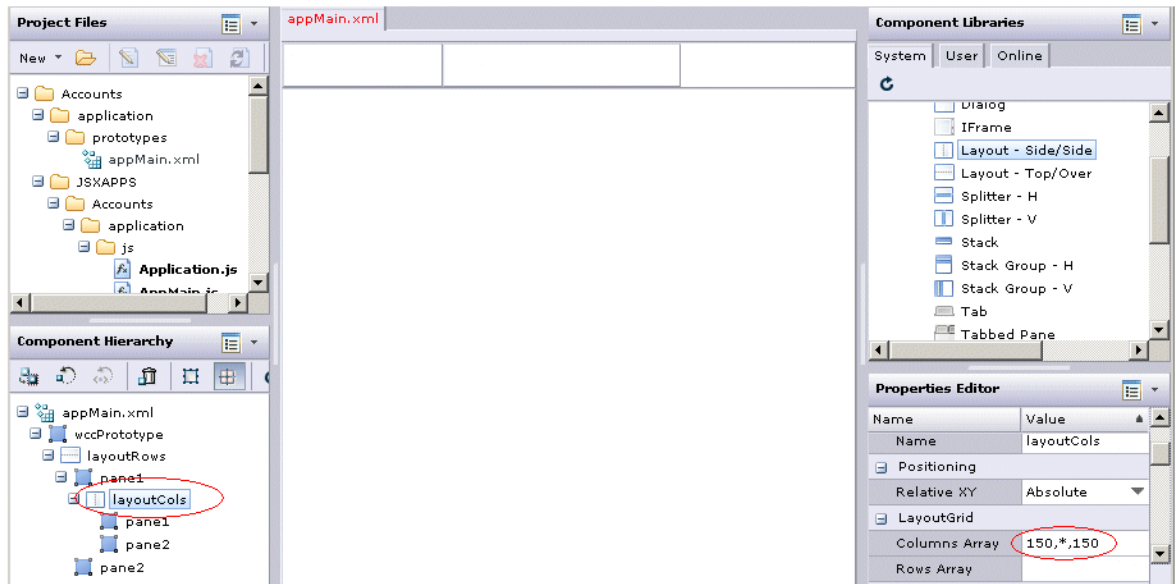 Project Files
New
Accounts
application
prototypes
appMain.xml
JSXAPPS
Accounts
application
js
Application.js
AppMain.js
Component Hierarchy
appMain.xml
wccPrototype
layoutRows
pane1
layoutCols
pane1
pane2
pane2
appMain.xml
Component Libraries
System User Online
Dialog
IFrame
Layout - Side/Side
Layout - Top/Over
Splitter - H
Splitter - V
Stack
Stack Group - H
Stack Group - V
Tab
Tabbed Pane
Properties Editor
Name Value
Name layoutCols
Positioning
Relative XY Absolute
LayoutGrid
Columns Array 150,*,150
Rows Array